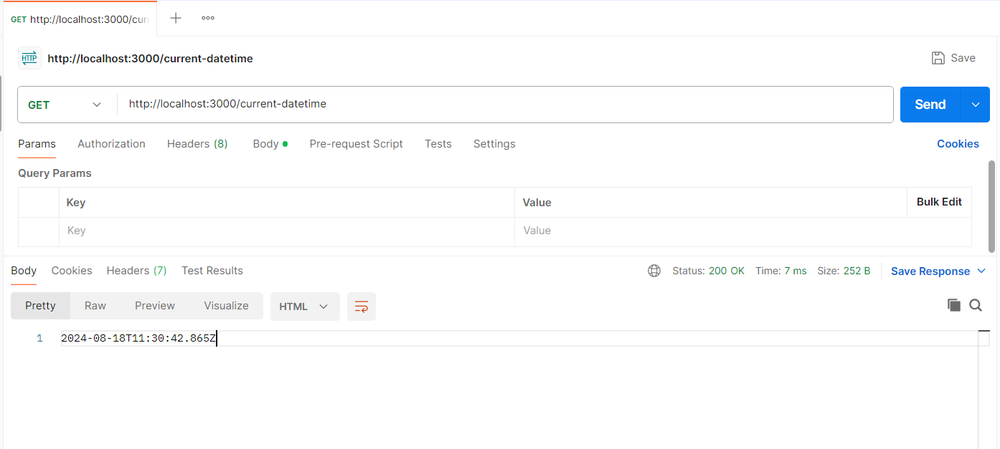 GET http://localhost:3000/cur
HTTP http://localhost:3000/current-datetime Save
GET http://localhost:3000/current-datetime Send
Params Authorization Headers (8) Body Pre-request Script Tests Settings Cookies
Query Params
Key Value Bulk Edit
Key Value
Body Cookies Headers (7) Test Results Status: 200 OK Time: 7 ms Size: 252 B Save Response
Pretty Raw Preview Visualize HTML
1 2024-08-18T11:30:42.865Z